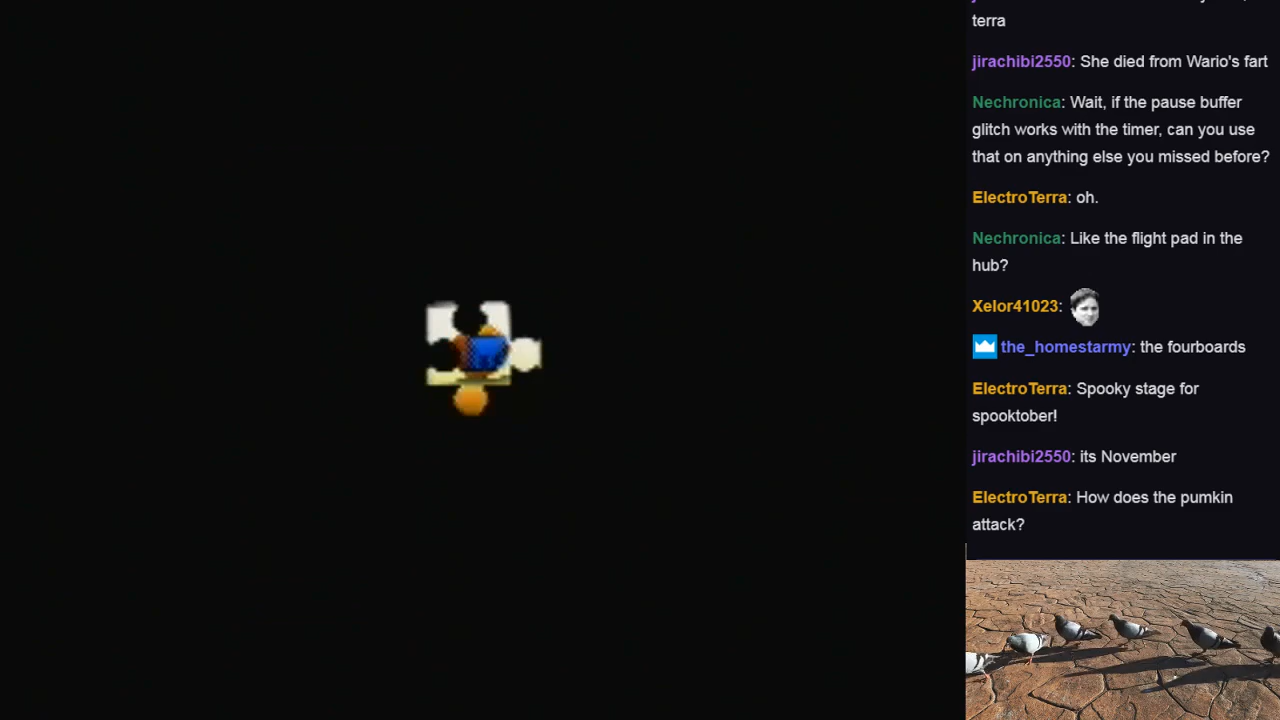 terra
jirachibi2550: She died from Wario's fart
Nechronica: Wait, if the pause buffer
glitch works with the timer, can you use
that on anything else you missed before?
ElectroTerra: oh.
Nechronica: Like the flight pad in the
hub?
Xelor41023:
the_homestarmy: the fourboards
ElectroTerra: Spooky stage for
spooktober!
jirachibi2550: its November
ElectroTerra: How does the pumkin
attack?